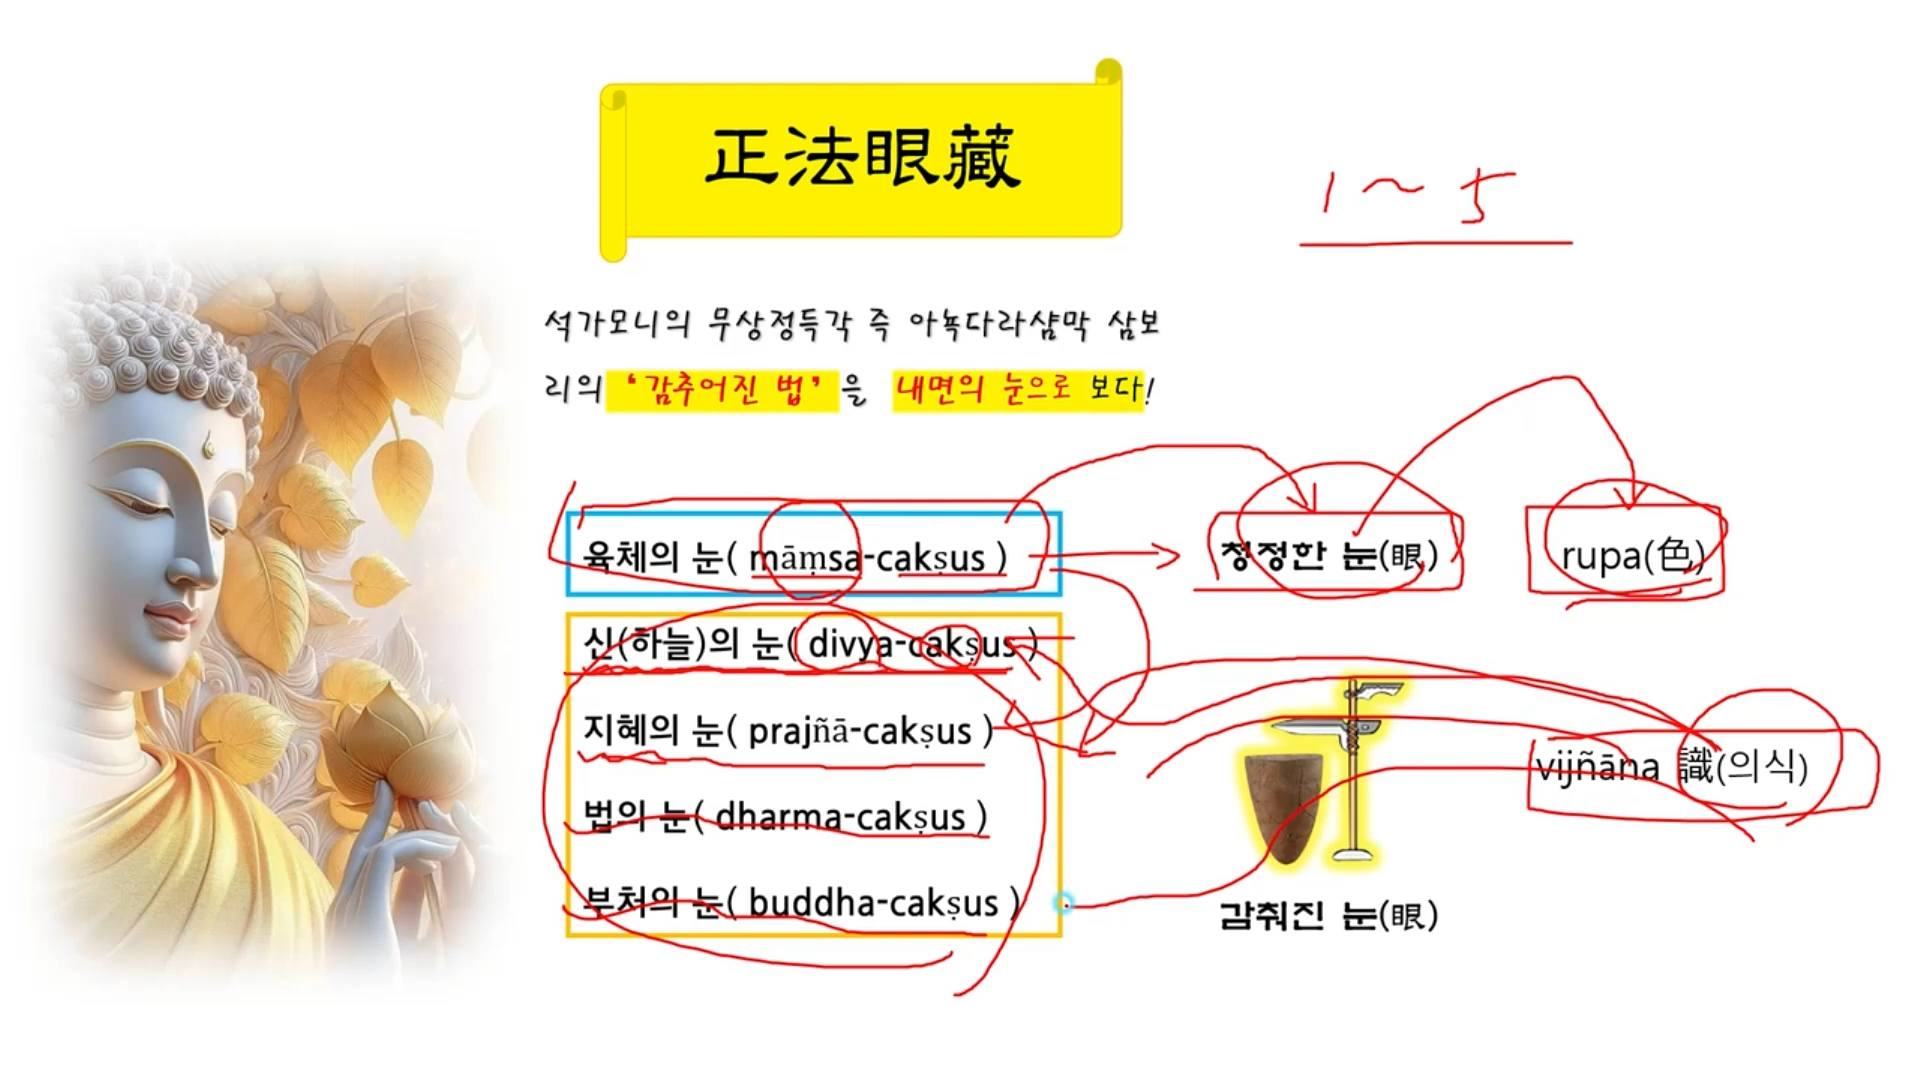 正法眼藏
1 ~ 5
석가모니의 무상정득각 즉 아뇩다라샴막 삼보
리의 ‘감추어진 법’을 내면의 눈으로 보다!
육체의 눈( māṃsa-cakṣus ) 청정한 눈(眼) rupa(色)
신(하늘)의 눈( divya-cakṣus )
지혜의 눈( prajñā-cakṣus )
vijñāna 識(의식)
법의 눈( dharma-cakṣus )
부처의 눈( buddha-cakṣus )
감춰진 눈(眼)